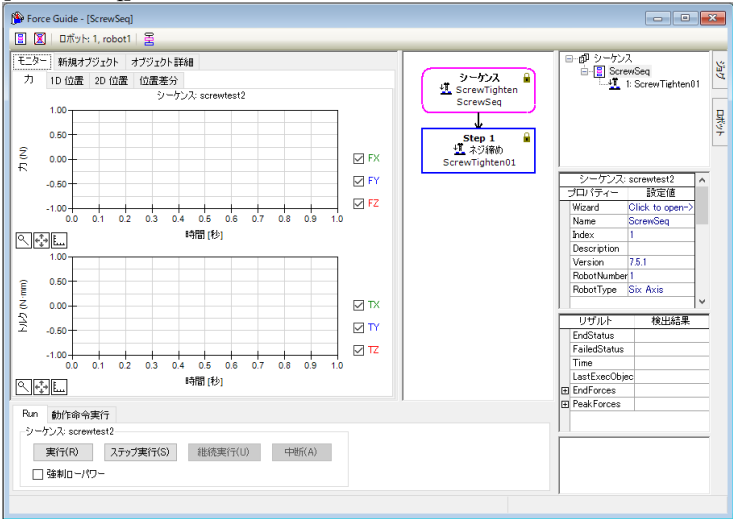 Force Guide - [ScrewSeq]
ロボット: 1, robot1
モニター 新規オブジェクト オブジェクト詳細
力 1D 位置 2D 位置 位置差分
シーケンス: screwtest2
力 (N)
1.00
0.50
0.00
-0.50
-1.00
0.0 0.1 0.2 0.3 0.4 0.5 0.6 0.7 0.8 0.9 1.0
時間 [秒]
FX
FY
FZ
トルク (N·mm)
1.00
0.50
0.00
-0.50
-1.00
0.0 0.1 0.2 0.3 0.4 0.5 0.6 0.7 0.8 0.9 1.0
時間 [秒]
TX
TY
TZ
Run 動作命令実行
シーケンス: screwtest2
実行(R) ステップ実行(S) 継続実行(U) 中断(A)
強制ローパワー
シーケンス
ScrewTighten
ScrewSeq
Step 1
ネジ締め
ScrewTighten01
シーケンス
ScrewSeq
1: ScrewTighten01
シーケンス: screwtest2
プロパティー 設定値
Wizard Click to open->
Name ScrewSeq
Index 1
Description
Version 7.5.1
RobotNumber 1
RobotType Six Axis
リザルト 検出結果
EndStatus
FailedStatus
Time
LastExecObjec
EndForces
PeakForces
ジョグ
ロボット